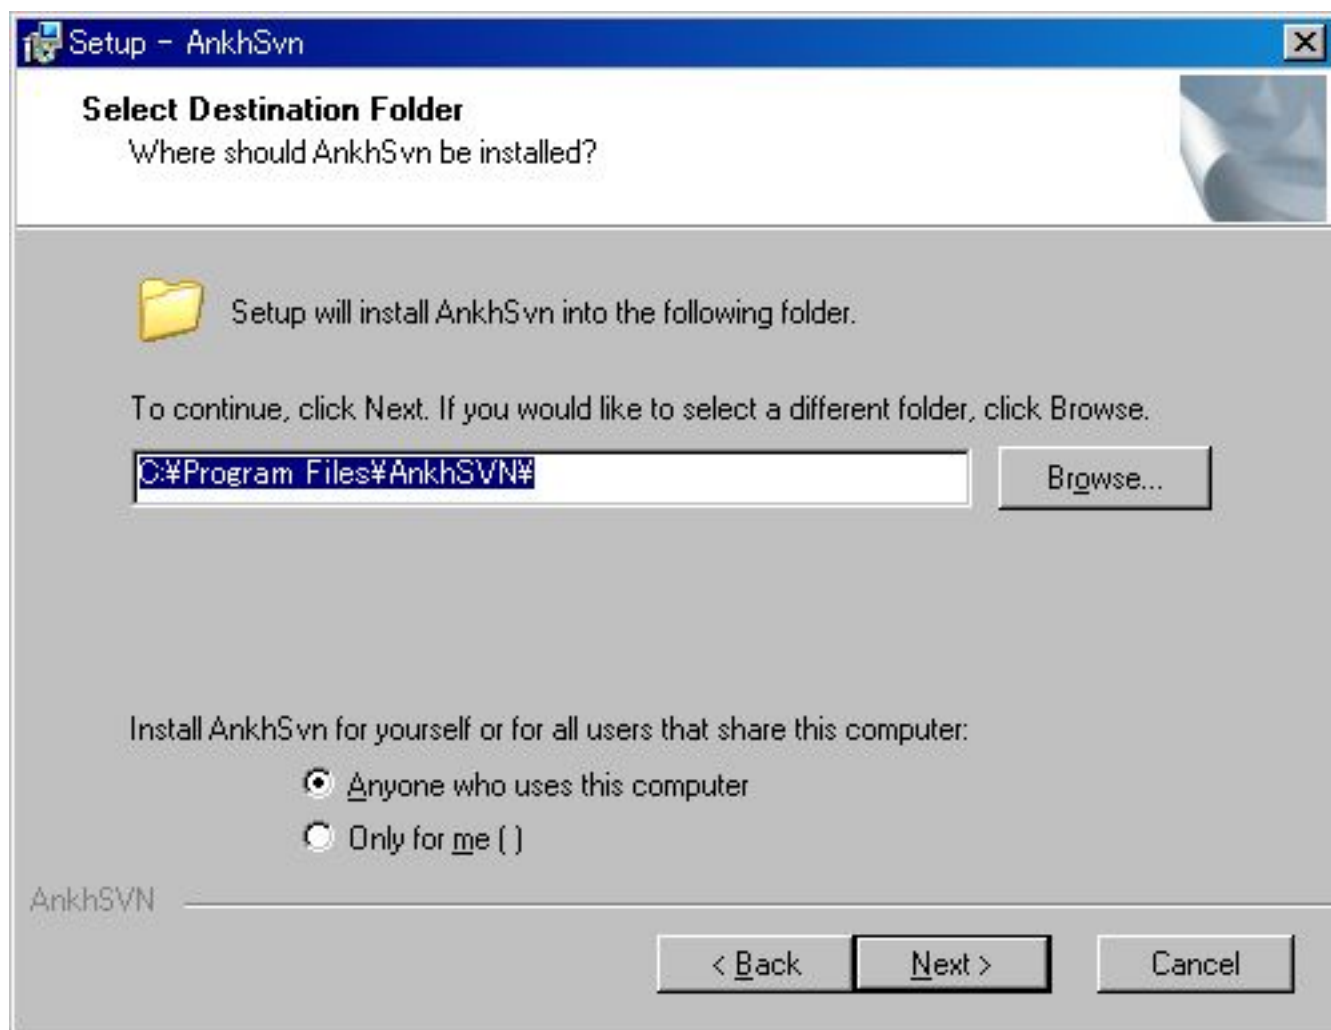 Setup - AnkhSvn
Select Destination Folder
Where should AnkhSvn be installed?
Setup will install AnkhSvn into the following folder.
To continue, click Next. If you would like to select a different folder, click Browse.
C:¥Program Files¥AnkhSVN¥
Browse...
Install AnkhSvn for yourself or for all users that share this computer:
Anyone who uses this computer
Only for me ( )
AnkhSVN
< Back
Next >
Cancel